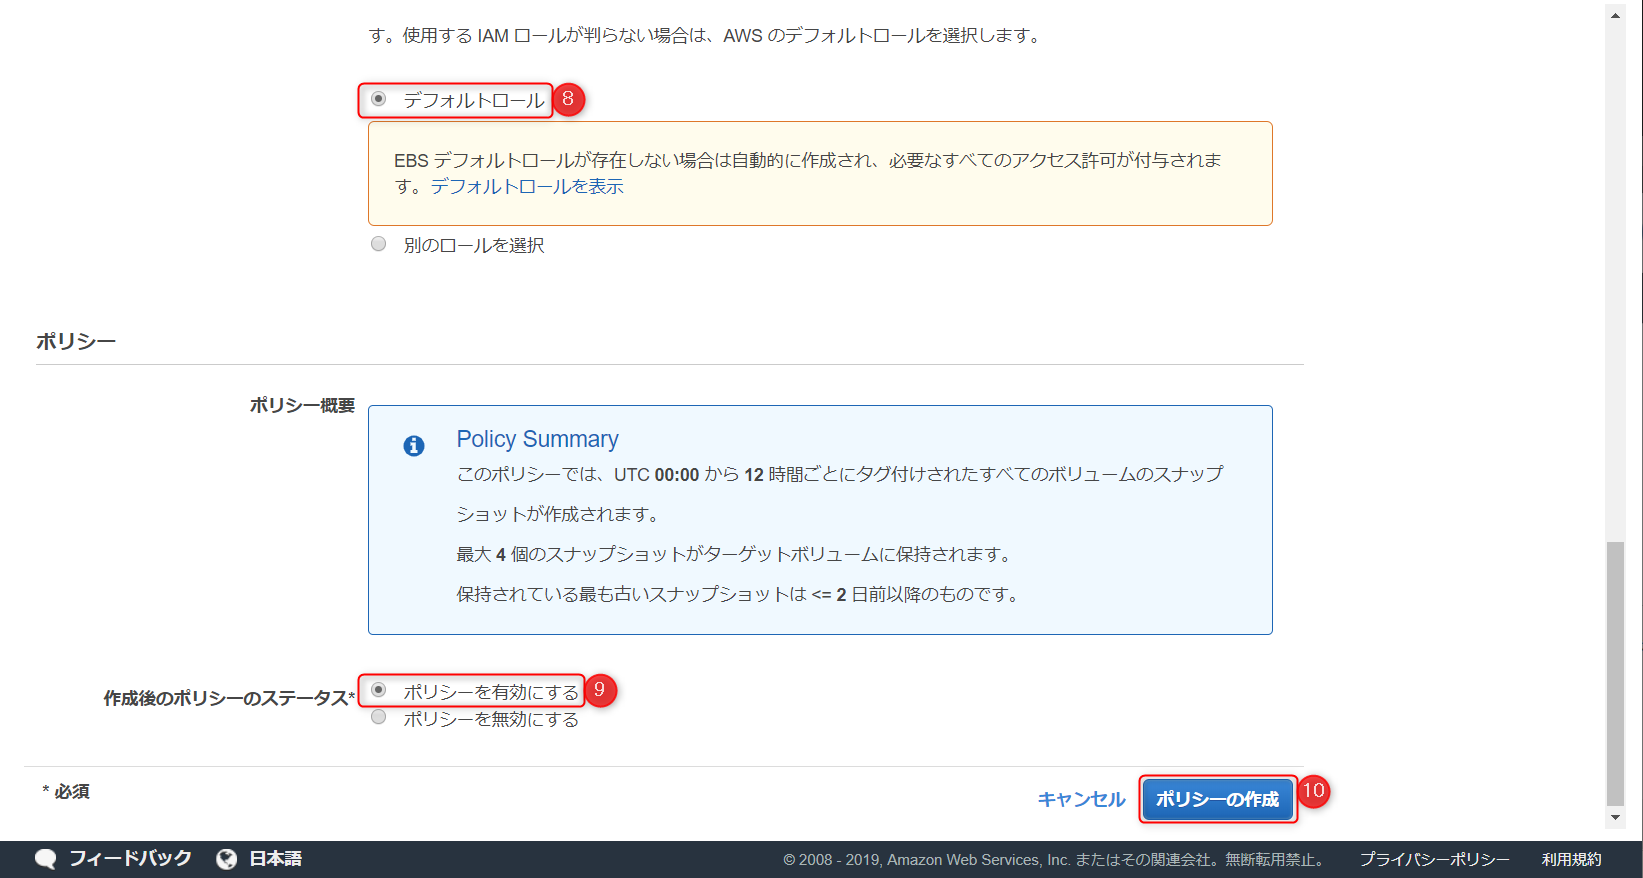 す。使用する IAM ロールが判らない場合は、AWS のデフォルトロールを選択します。
デフォルトロール 8
EBS デフォルトロールが存在しない場合は自動的に作成され、必要なすべてのアクセス許可が付与されま
す。デフォルトロールを表示
別のロールを選択
ポリシー
ポリシー概要
Policy Summary
このポリシーでは、UTC 00:00 から 12 時間ごとにタグ付けされたすべてのボリュームのスナップ
ショットが作成されます。
最大 4 個のスナップショットがターゲットボリュームに保持されます。
保持されている最も古いスナップショットは <= 2 日前以降のものです。
作成後のポリシーのステータス* ポリシーを有効にする 9
ポリシーを無効にする
* 必須
キャンセル ポリシーの作成 10
フィードバック 日本語 © 2008 - 2019, Amazon Web Services, Inc. またはその関連会社。無断転用禁止。 プライバシーポリシー 利用規約